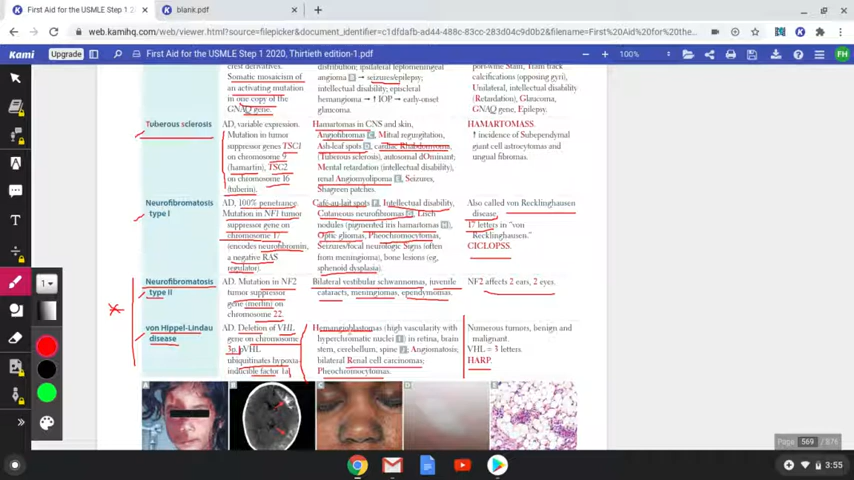 First Aid for the USMLE Step 1 20
blank.pdf
web.kamihq.com/web/viewer.html?source=filepicker&document_identifier=c1dfdafb-ad44-488c-83cc-283d04c9d0b2&filename=First%20Aid%20for%20the...
Kami
Upgrade
First Aid for the USMLE Step 1 2020, Thirtieth edition-1.pdf
100%
FH
crest derivatives.
Somatic mosaicism of
an activating mutation
in one copy of the
GNAQ gene.
distribution; ipsilateral leptomeningeal
angioma B → seizures/epilepsy;
intellectual disability; episcleral
hemangioma → ↑ IOP → early-onset
glaucoma.
port-wine Stain, Tram track
calcifications (opposing gyri),
Unilateral, intellectual disability
(Retardation), Glaucoma,
GNAQ gene, Epilepsy.
Tuberous sclerosis
AD, variable expression.
Mutation in tumor
suppressor genes TSC1
on chromosome 9
(hamartin), TSC2
on chromosome 16
(tuberin).
Hamartomas in CNS and skin,
Angiofibromas C, Mitral regurgitation,
Ash-leaf spots D, cardiac Rhabdomyoma,
(Tuberous sclerosis), autosomal dOminant;
Mental retardation (intellectual disability),
renal Angiomyolipoma E, Seizures,
Shagreen patches.
HAMARTOMASS.
↑ incidence of Subependymal
giant cell astrocytomas and
ungual fibromas.
Neurofibromatosis
type I
AD, 100% penetrance.
Mutation in NF1 tumor
suppressor gene on
chromosome 17
(encodes neurofibromin,
a negative RAS
regulator).
Café-au-lait spots F, Intellectual disability,
Cutaneous neurofibromas G, Lisch
nodules (pigmented iris hamartomas H),
Optic gliomas, Pheochromocytomas,
Seizures/focal neurologic Signs (often
from meningioma), bone lesions (eg,
sphenoid dysplasia).
Also called von Recklinghausen
disease.
17 letters in "von
Recklinghausen."
CICLOPSS.
Neurofibromatosis
type II
AD. Mutation in NF2
tumor suppressor
gene (merlin) on
chromosome 22.
Bilateral vestibular schwannomas, juvenile
cataracts, meningiomas, ependymomas.
NF2 affects 2 ears, 2 eyes.
von Hippel-Lindau
disease
AD. Deletion of VHL
gene on chromosome
3p. pVHL
ubiquitinates hypoxia-
inducible factor 1a.
Hemangioblastomas (high vascularity with
hyperchromatic nuclei I) in retina, brain
stem, cerebellum, spine J; Angiomatosis;
bilateral Renal cell carcinomas;
Pheochromocytomas.
Numerous tumors, benign and
malignant.
VHL = 3 letters
HARP.
A
B
C
D
E
Page 569 / 876
3:55